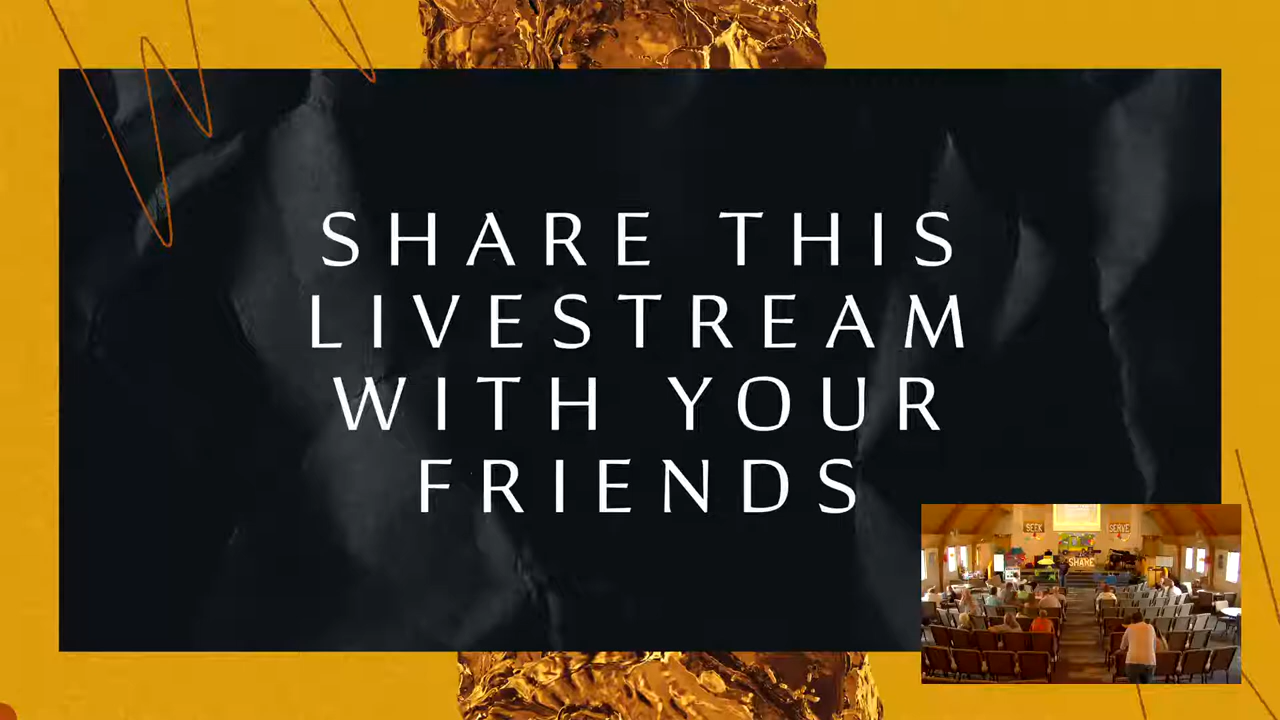 SHARE THIS
LIVESTREAM
WITH YOUR
FRIENDS
SEEK
SERVE
SHARE